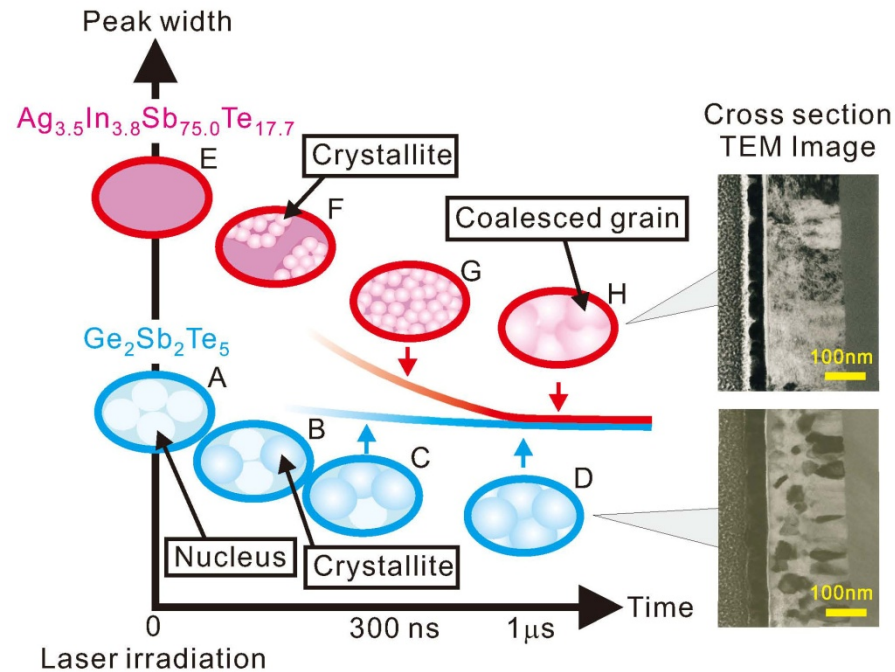 Peak width
Ag3.5In3.8Sb75.0Te17.7
E
Crystallite
F
Coalesced grain
G
H
Cross section
TEM Image
100nm
Ge2Sb2Te5
A
B
C
D
Nucleus
Crystallite
100nm
Time
0
300 ns
1μs
Laser irradiation